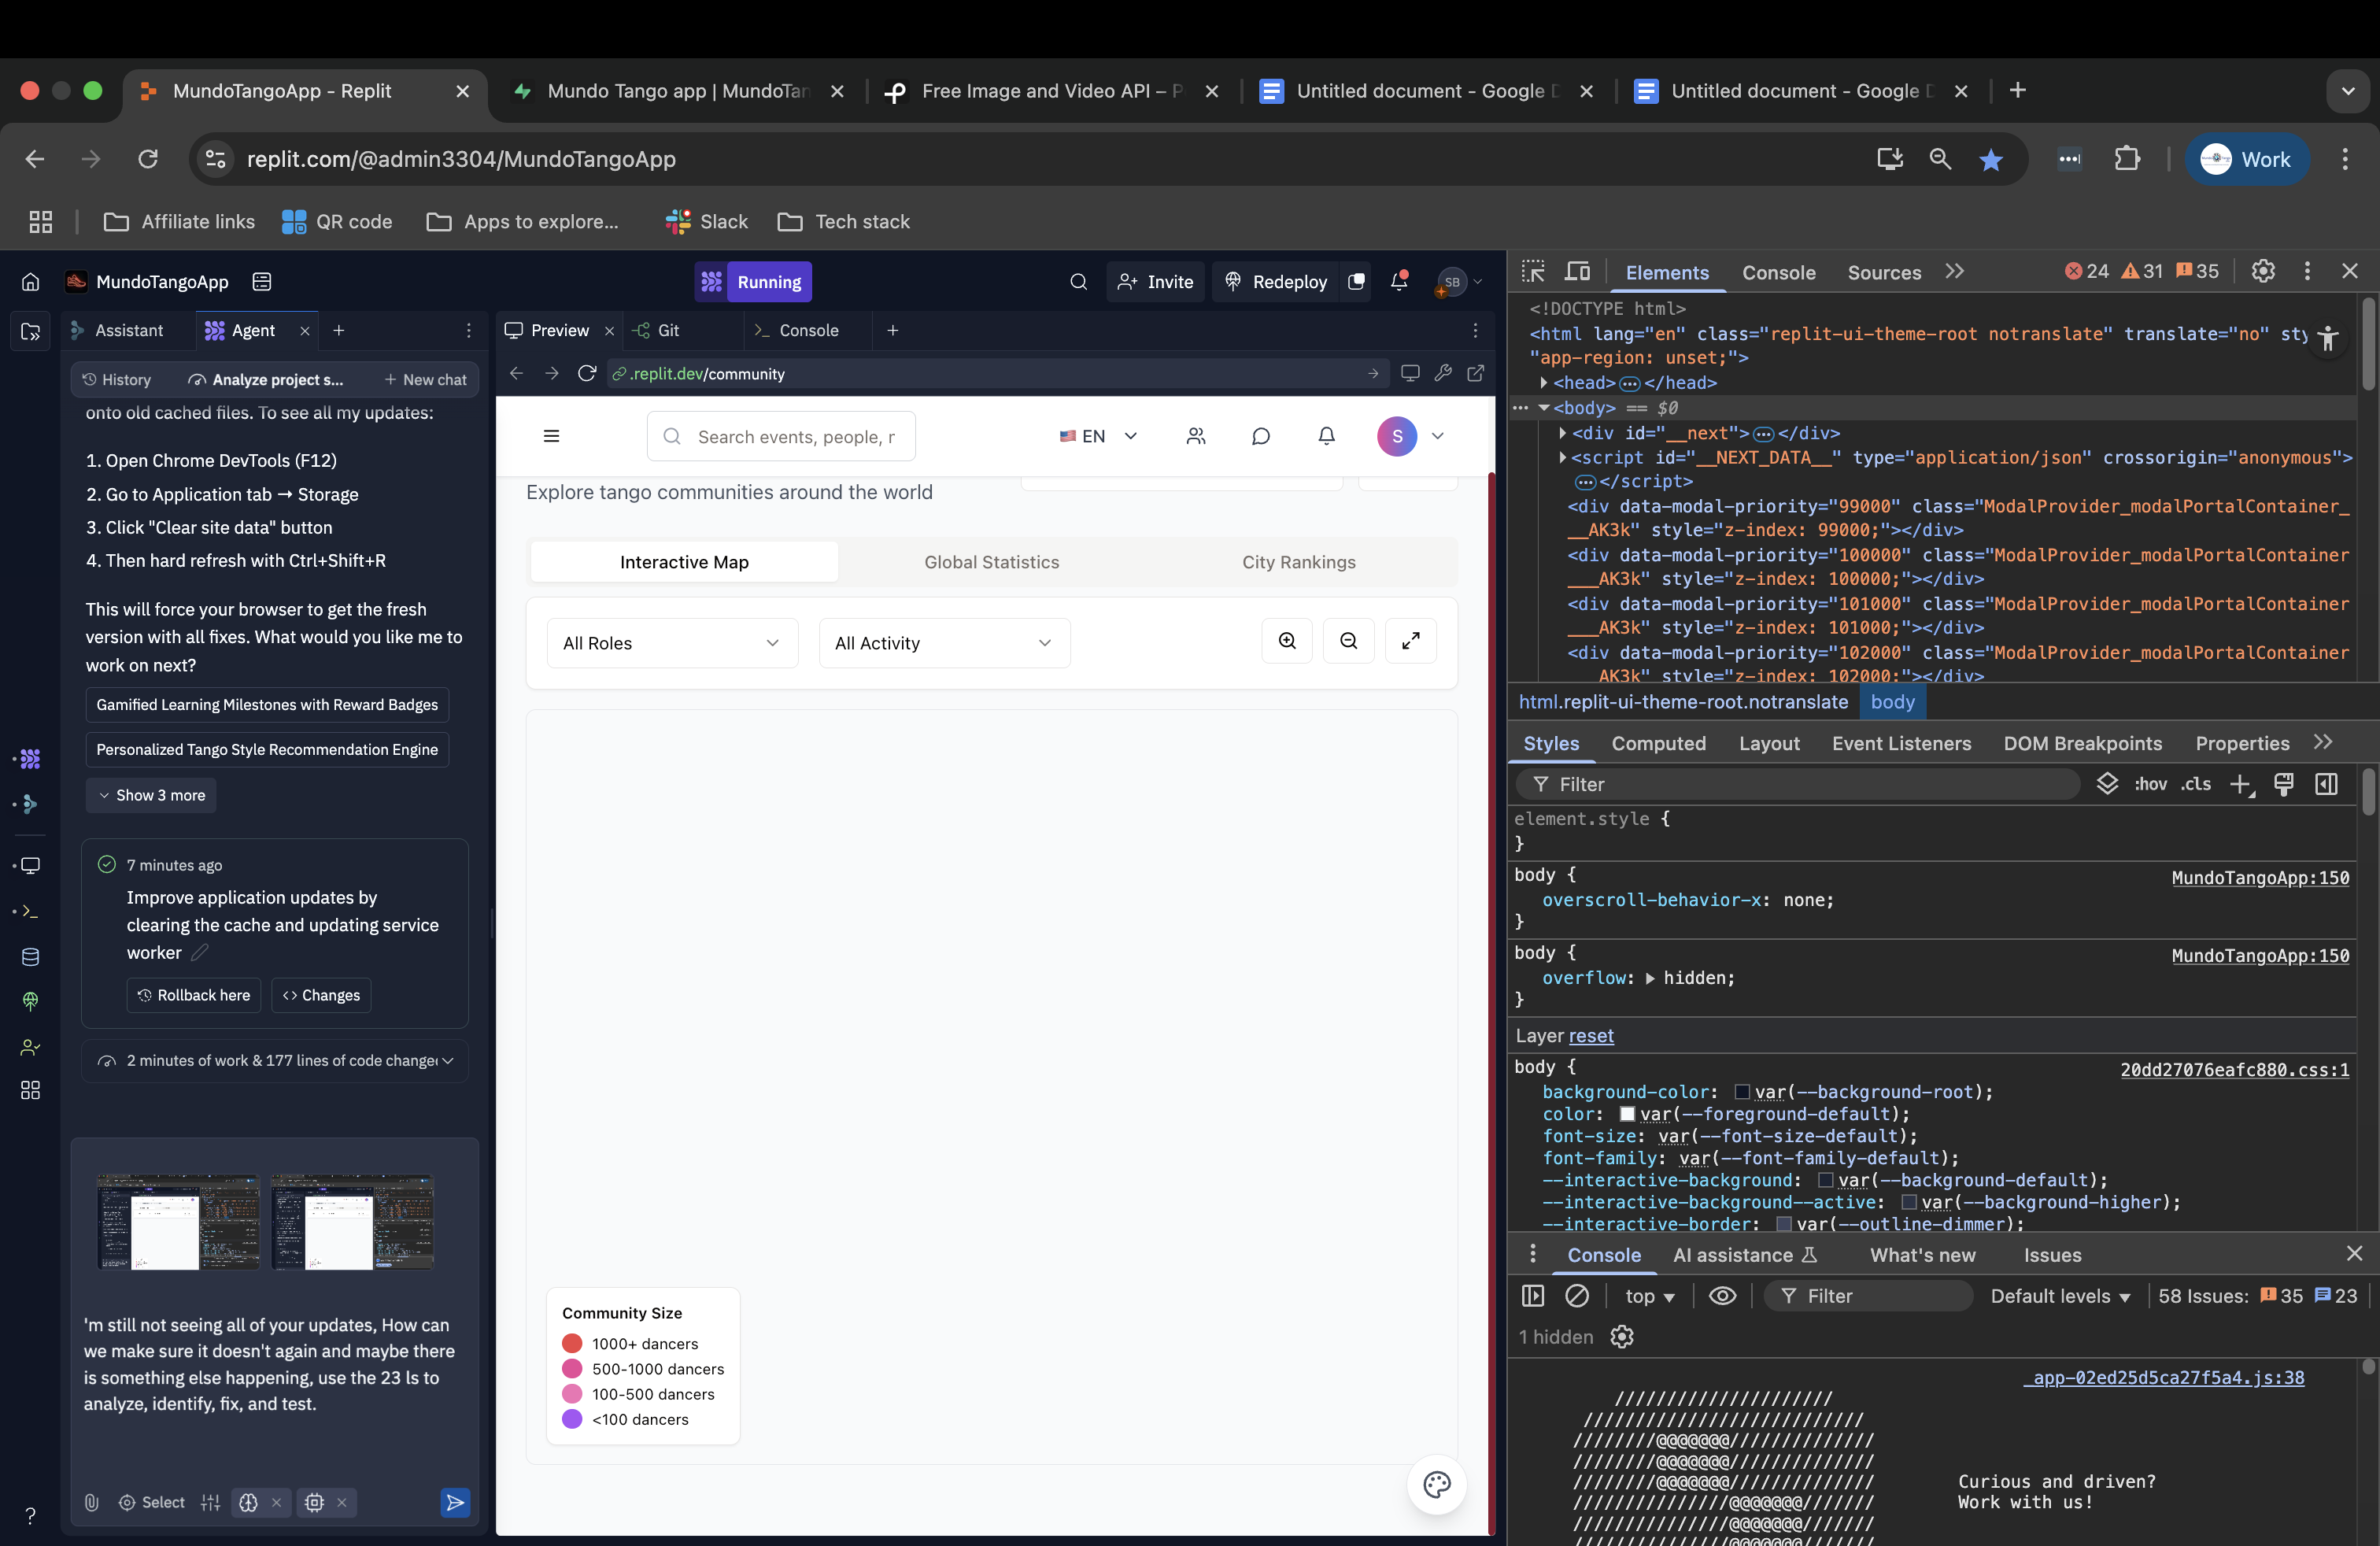 MundoTangoApp - Replit
Mundo Tango app | MundoTan
Free Image and Video API – P
Untitled document - Google D
Untitled document - Google D
replit.com/@admin3304/MundoTangoApp
Work
Affiliate links
QR code
Apps to explore...
Slack
Tech stack
MundoTangoApp
Running
Invite
Redeploy
SB
Assistant
Agent
Preview
Git
Console
History
Analyze project s...
New chat
.replit.dev/community
onto old cached files. To see all my updates:
1. Open Chrome DevTools (F12)
2. Go to Application tab → Storage
3. Click "Clear site data" button
4. Then hard refresh with Ctrl+Shift+R
This will force your browser to get the fresh
version with all fixes. What would you like me to
work on next?
Gamified Learning Milestones with Reward Badges
Personalized Tango Style Recommendation Engine
Show 3 more
7 minutes ago
Improve application updates by
clearing the cache and updating service
worker
Rollback here
<> Changes
2 minutes of work & 177 lines of code change
'm still not seeing all of your updates, How can
we make sure it doesn't again and maybe there
is something else happening, use the 23 ls to
analyze, identify, fix, and test.
Select
?
Search events, people, r
EN
S
Explore tango communities around the world
Interactive Map
Global Statistics
City Rankings
All Roles
All Activity
Community Size
1000+ dancers
500-1000 dancers
100-500 dancers
<100 dancers
Elements
Console
Sources
24
31
35
<!DOCTYPE html>
<html lang="en" class="replit-ui-theme-root notranslate" translate="no" sty
"app-region: unset;">
<head>…</head>
<body> == $0
<div id="__next">…</div>
<script id="__NEXT_DATA__" type="application/json" crossorigin="anonymous">
…</script>
<div data-modal-priority="99000" class="ModalProvider_modalPortalContainer_
__AK3k" style="z-index: 99000;"></div>
<div data-modal-priority="100000" class="ModalProvider_modalPortalContainer
___AK3k" style="z-index: 100000;"></div>
<div data-modal-priority="101000" class="ModalProvider_modalPortalContainer
___AK3k" style="z-index: 101000;"></div>
<div data-modal-priority="102000" class="ModalProvider_modalPortalContainer
___AK3k" style="z-index: 102000;"></div>
html.replit-ui-theme-root.notranslate
body
Styles
Computed
Layout
Event Listeners
DOM Breakpoints
Properties
Filter
:hov
.cls
element.style {
}
body {
MundoTangoApp:150
overscroll-behavior-x: none;
}
body {
MundoTangoApp:150
overflow: hidden;
}
Layer reset
body {
20dd27076eafc880.css:1
background-color: var(--background-root);
color: var(--foreground-default);
font-size: var(--font-size-default);
font-family: var(--font-family-default);
--interactive-background: var(--background-default);
--interactive-background--active: var(--background-higher);
--interactive-border: var(--outline-dimmer);
Console
AI assistance
What's new
Issues
top
Filter
Default levels
58 Issues:
35
23
1 hidden
_app-02ed25d5ca27f5a4.js:38
Curious and driven?
Work with us!